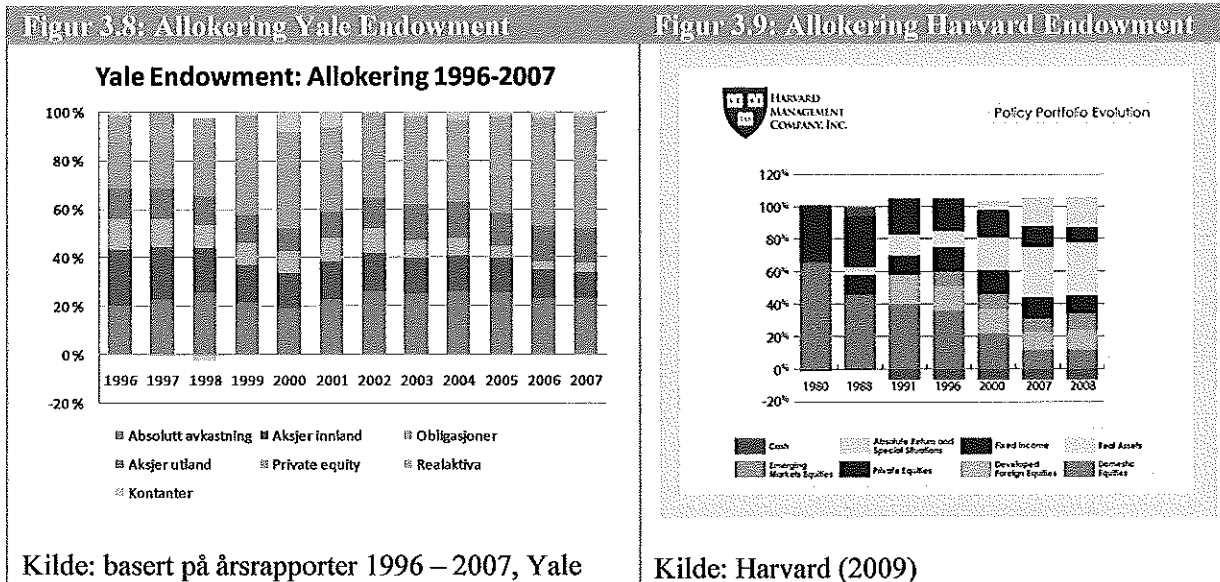 Figur 3.8: Allokering Yale Endowment
Yale Endowment: Allokering 1996-2007
100%
80%
60%
40%
20%
0%
-20%
1996 1997 1998 1999 2000 2001 2002 2003 2004 2005 2006 2007
Absolutt avkastning Aksjer innland Obligasjoner
Aksjer utland Private equity Realaktiva
Kontanter
Kilde: basert på årsrapporter 1996 – 2007, Yale
Figur 3.9: Allokering Harvard Endowment
HARVARD
MANAGEMENT
COMPANY, INC.
Policy Portfolio Evolution
120%
100%
80%
60%
40%
20%
0%
-20%
1980 1988 1991 1996 2000 2007 2008
Cash Absolute Return and Special Situations Fixed Income Real Assets
Emerging Markets Equities Private Equities Developed Foreign Equities Domestic Equities
Kilde: Harvard (2009)